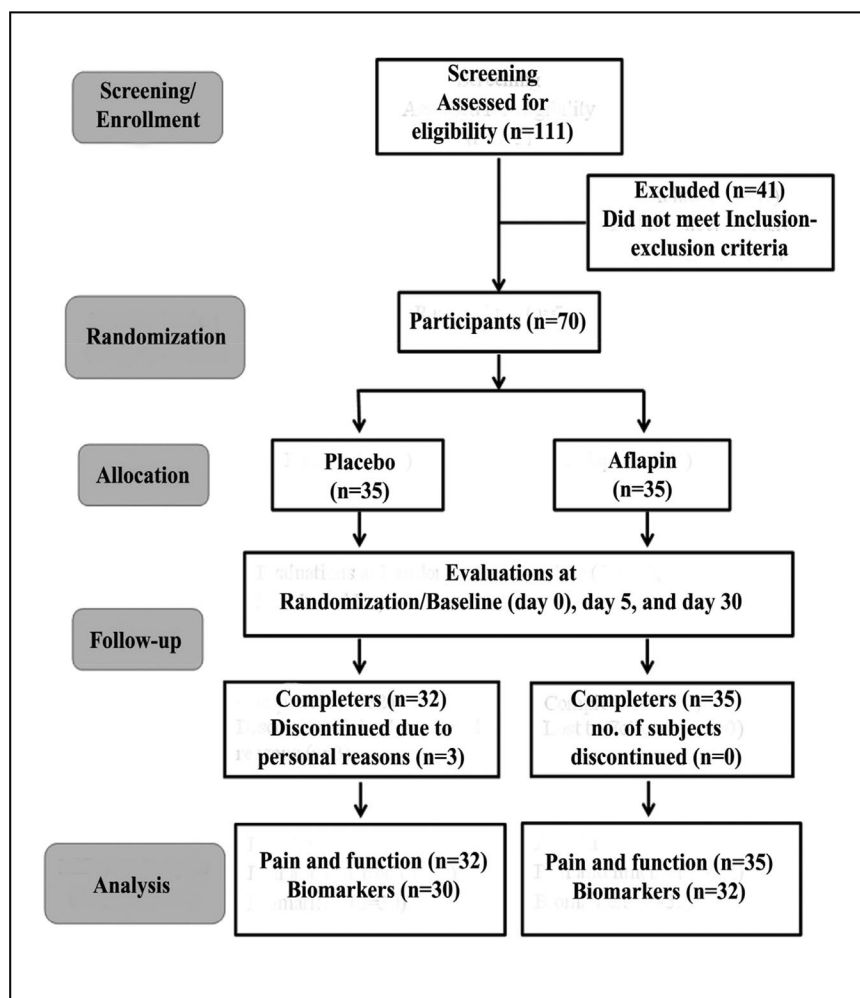 Screening/
Enrollment
Screening
Assessed for
eligibility (n=111)
Excluded (n=41)
Did not meet Inclusion-
exclusion criteria
Randomization
Participants (n=70)
Allocation
Placebo
(n=35)
Aflapin
(n=35)
Evaluations at
Randomization/Baseline (day 0), day 5, and day 30
Follow-up
Completers (n=32)
Discontinued due to
personal reasons (n=3)
Completers (n=35)
no. of subjects
discontinued (n=0)
Analysis
Pain and function (n=32)
Biomarkers (n=30)
Pain and function (n=35)
Biomarkers (n=32)